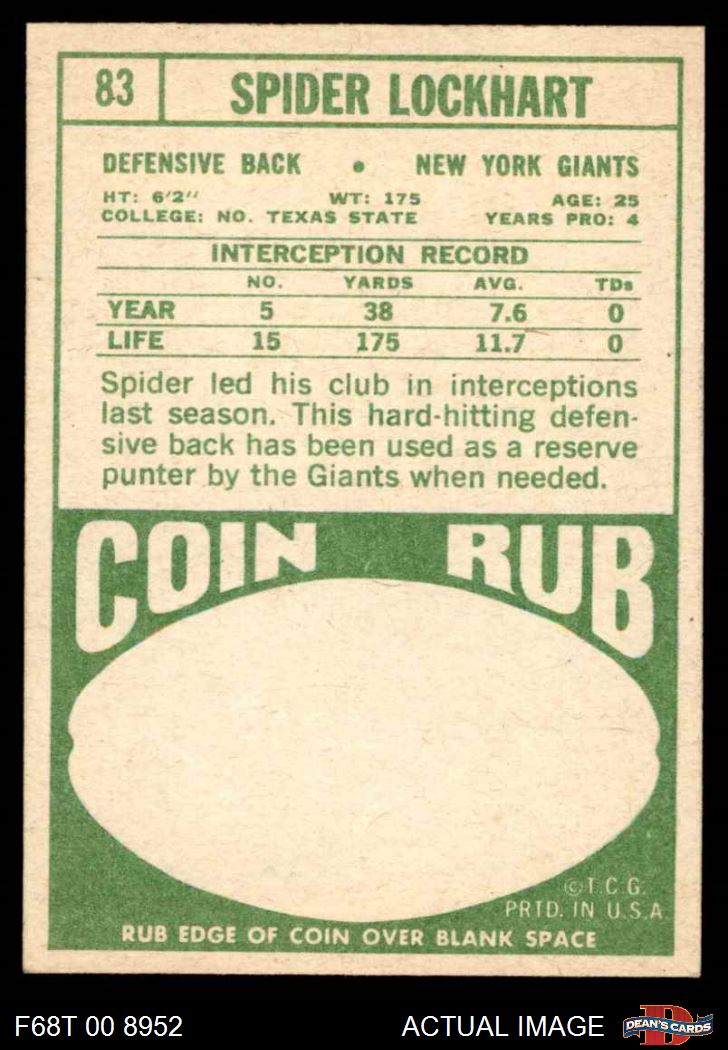 83 SPIDER LOCKHART
DEFENSIVE BACK • NEW YORK GIANTS
HT: 6'2" WT: 175 AGE: 25
COLLEGE: NO. TEXAS STATE YEARS PRO: 4
INTERCEPTION RECORD
NO. YARDS AVG. TDs
YEAR 5 38 7.6 0
LIFE 15 175 11.7 0
Spider led his club in interceptions
last season. This hard-hitting defen-
sive back has been used as a reserve
punter by the Giants when needed.
COIN RUB
©T.C.G.
PRTD. IN U.S.A.
RUB EDGE OF COIN OVER BLANK SPACE
F68T 00 8952 ACTUAL IMAGE D DEAN'S CARDS